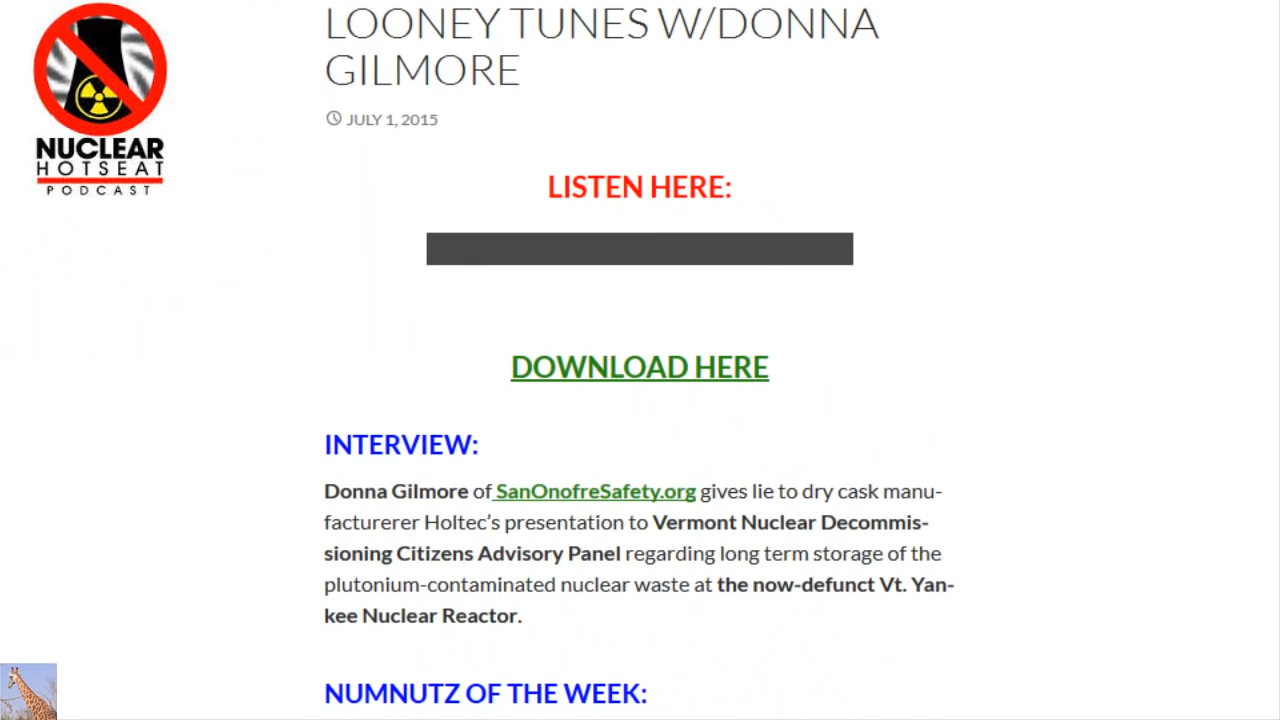 LOONEY TUNES W/DONNA
GILMORE
JULY 1, 2015
NUCLEAR
HOTSEAT
PODCAST
LISTEN HERE:
DOWNLOAD HERE
INTERVIEW:
Donna Gilmore of SanOnofreSafety.org gives lie to dry cask manu-
facturerer Holtec’s presentation to Vermont Nuclear Decommis-
sioning Citizens Advisory Panel regarding long term storage of the
plutonium-contaminated nuclear waste at the now-defunct Vt. Yan-
kee Nuclear Reactor.
NUMNUTZ OF THE WEEK: